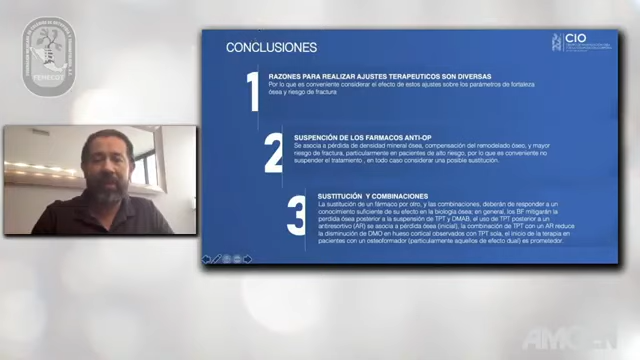 CONCLUSIONES
CIO
1
RAZONES PARA REALIZAR AJUSTES TERAPEUTICOS SON DIVERSAS
Por lo que es conveniente considerar el efecto de estos ajustes sobre los parámetros de fortaleza
ósea y riesgo de fractura
2
SUSPENCIÓN DE LOS FARMACOS ANTI-OP
Se asocia a pérdida de densidad mineral ósea, compensación del remodelado óseo, y mayor
riesgo de fractura, particularmente en pacientes de alto riesgo, por lo que es conveniente no
suspender el tratamiento , en todo caso considerar una posible sustitución.
3
SUSTITUCIÓN Y COMBINACIONES
La sustitución de un fármaco por otro, y las combinaciones, deberán de responder a un
conocimiento suficiente de su efecto en la biología ósea; en general, los BF mitigarán la
perdida ósea posterior a la suspensión de TPT y DMAB, el uso de TPT posterior a un
antiresortivo (AR) se asocia a pérdida ósea (inicial), la combinación de TPT con un AR reduce
la disminución de DMO en hueso cortical observados con TPT sola, el inicio de la terapia en
pacientes con un osteoformador (particularmente aquellos de efecto dual) es prometedor.
FEMECOT
AMGEN